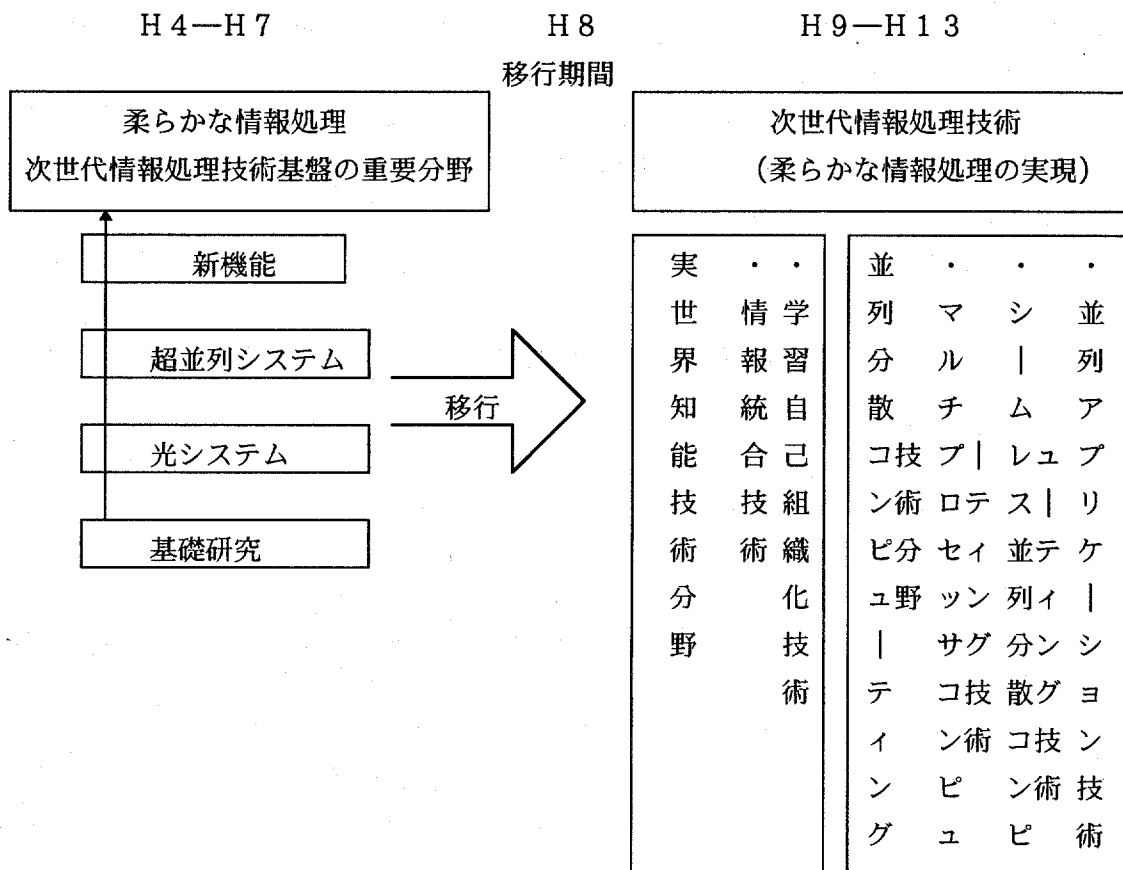 H4―H7
H8
H9―H13
移行期間
柔らかな情報処理
次世代情報処理技術基盤の重要分野
次世代情報処理技術
(柔らかな情報処理の実現)
新機能
超並列システム
光システム
基礎研究
移行
実世界知能技術分野
・情報統合技術
・学習自己組織化技術
並列分散コンピューティング
技術分野
・マルチプロセッサコンピュ
ーティング技術
・シームレス並列分散コンピ
ューティング技術
・並列アプリケーション技術